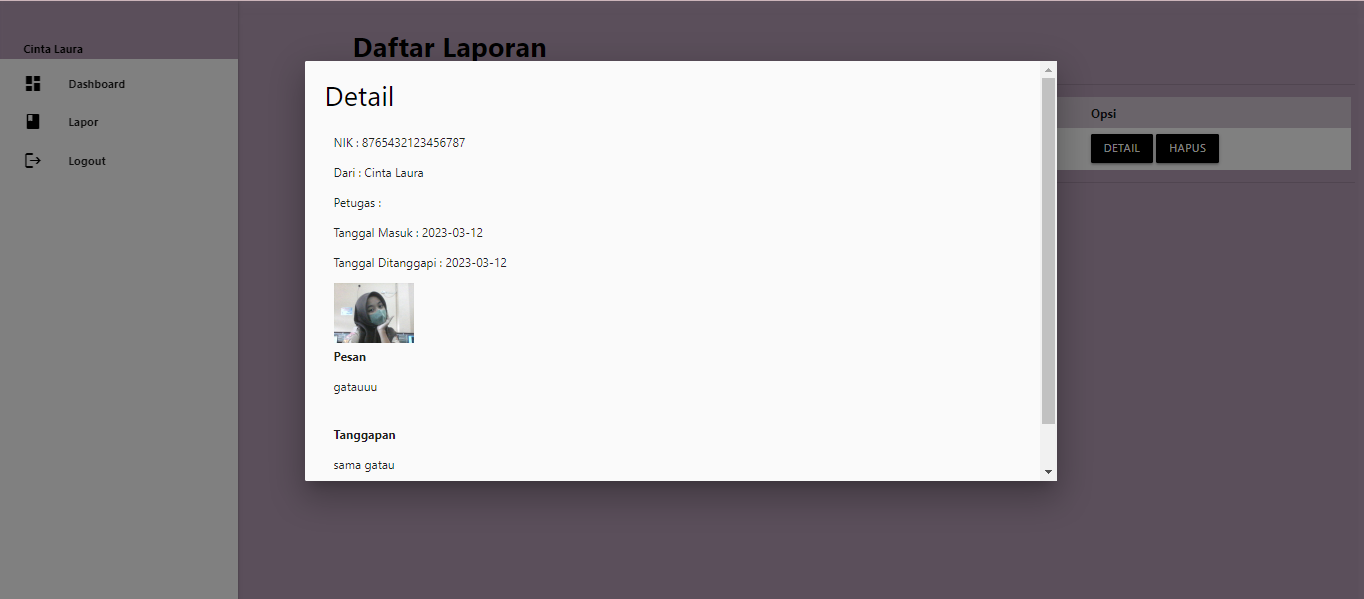 Cinta Laura
Dashboard
Lapor
Logout
Daftar Laporan
Opsi
DETAIL HAPUS
Detail
NIK : 8765432123456787
Dari : Cinta Laura
Petugas :
Tanggal Masuk : 2023-03-12
Tanggal Ditanggapi : 2023-03-12
Pesan
gatauuu
Tanggapan
sama gatau